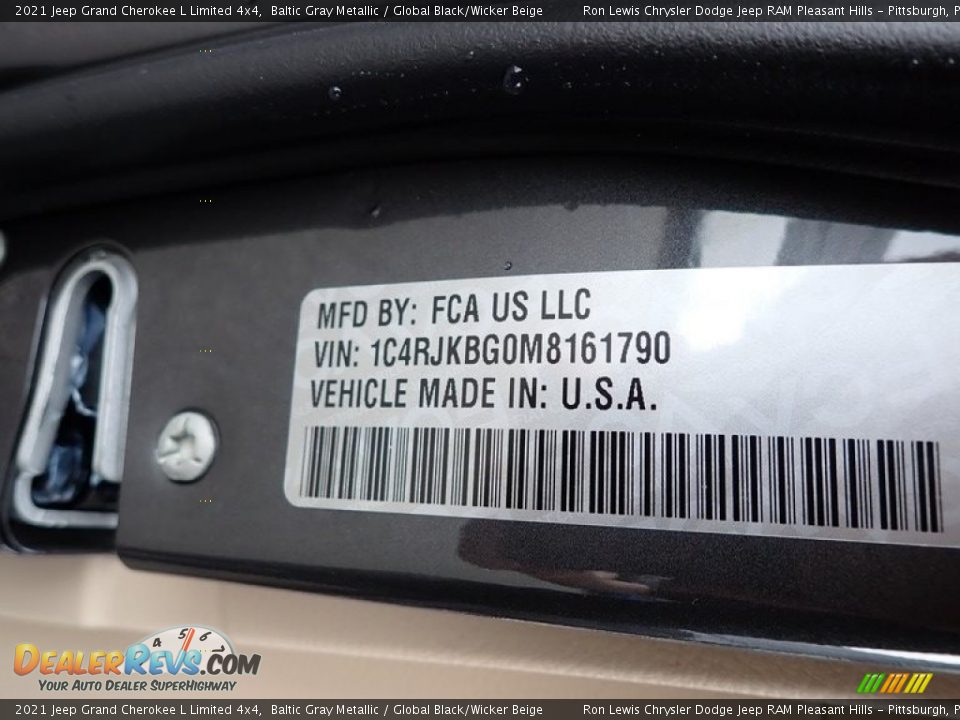 2021 Jeep Grand Cherokee L Limited 4x4, Baltic Gray Metallic / Global Black/Wicker Beige Ron Lewis Chrysler Dodge Jeep RAM Pleasant Hills - Pittsburgh, P
MFD BY: FCA US LLC
VIN: 1C4RJKBG0M8161790
VEHICLE MADE IN: U.S.A.
4 5 6
DealerRevs.com
Your Auto Dealer SuperHighway
2021 Jeep Grand Cherokee L Limited 4x4, Baltic Gray Metallic / Global Black/Wicker Beige Ron Lewis Chrysler Dodge Jeep RAM Pleasant Hills - Pittsburgh, P